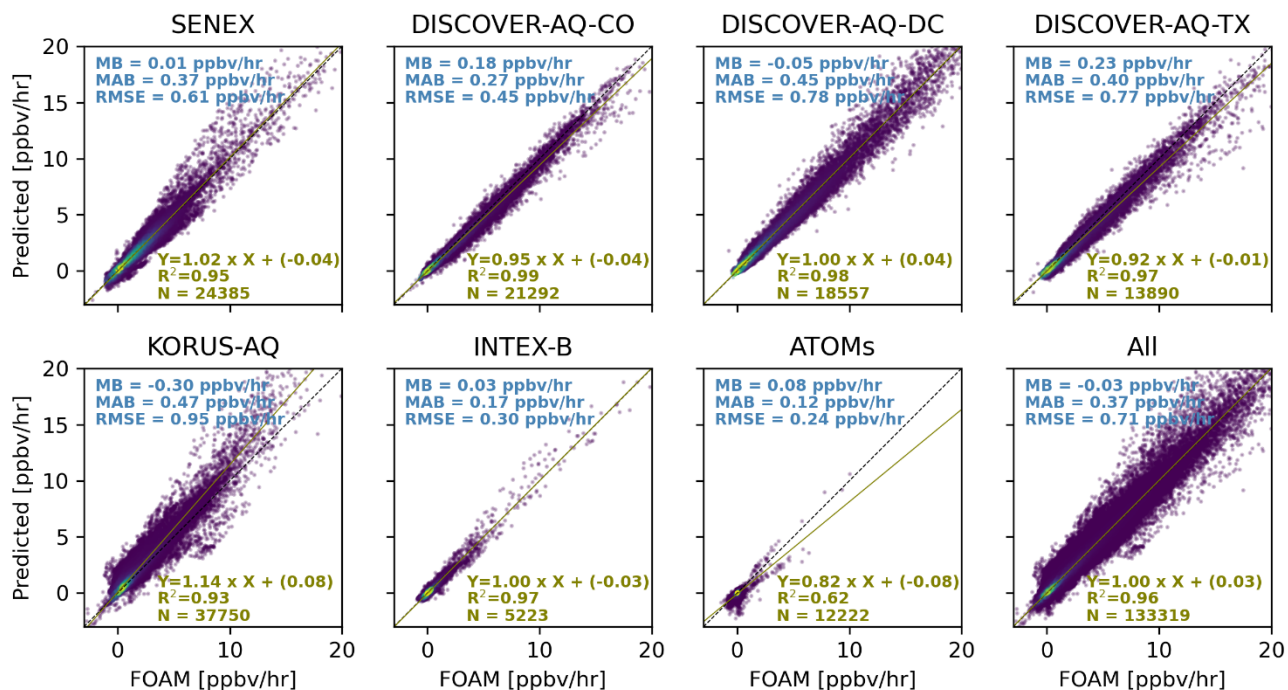 SENEX
MB = 0.01 ppbv/hr
MAB = 0.37 ppbv/hr
RMSE = 0.61 ppbv/hr
Y=1.02 x X + (-0.04)
R²=0.95
N = 24385
20
15
10
5
0
Predicted [ppbv/hr]
DISCOVER-AQ-CO
MB = 0.18 ppbv/hr
MAB = 0.27 ppbv/hr
RMSE = 0.45 ppbv/hr
Y=0.95 x X + (-0.04)
R²=0.99
N = 21292
DISCOVER-AQ-DC
MB = -0.05 ppbv/hr
MAB = 0.45 ppbv/hr
RMSE = 0.78 ppbv/hr
Y=1.00 x X + (0.04)
R²=0.98
N = 18557
DISCOVER-AQ-TX
MB = 0.23 ppbv/hr
MAB = 0.40 ppbv/hr
RMSE = 0.77 ppbv/hr
Y=0.92 x X + (-0.01)
R²=0.97
N = 13890
KORUS-AQ
MB = -0.30 ppbv/hr
MAB = 0.47 ppbv/hr
RMSE = 0.95 ppbv/hr
Y=1.14 x X + (0.08)
R²=0.93
N = 37750
20
15
10
5
0
Predicted [ppbv/hr]
0 10 20
FOAM [ppbv/hr]
INTEX-B
MB = 0.03 ppbv/hr
MAB = 0.17 ppbv/hr
RMSE = 0.30 ppbv/hr
Y=1.00 x X + (-0.03)
R²=0.97
N = 5223
0 10 20
FOAM [ppbv/hr]
ATOMs
MB = 0.08 ppbv/hr
MAB = 0.12 ppbv/hr
RMSE = 0.24 ppbv/hr
Y=0.82 x X + (-0.08)
R²=0.62
N = 12222
0 10 20
FOAM [ppbv/hr]
All
MB = -0.03 ppbv/hr
MAB = 0.37 ppbv/hr
RMSE = 0.71 ppbv/hr
Y=1.00 x X + (0.03)
R²=0.96
N = 133319
0 10 20
FOAM [ppbv/hr]